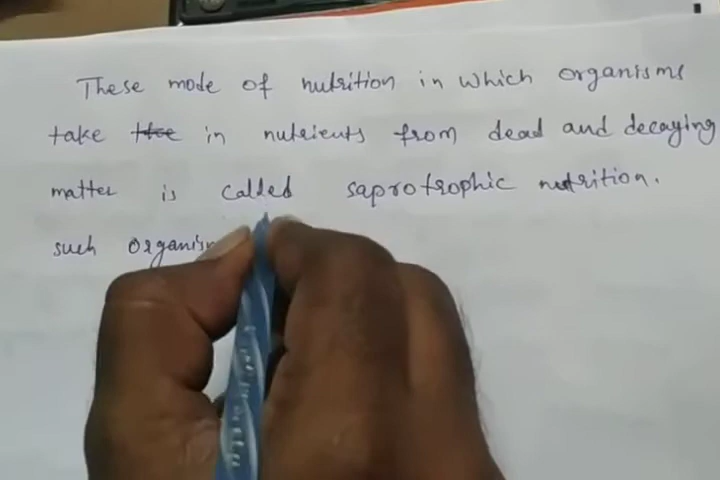 These mode of nutrition in which organisms
take in nutrients from dead and decaying
matter is called saprotrophic nutrition.
such organism